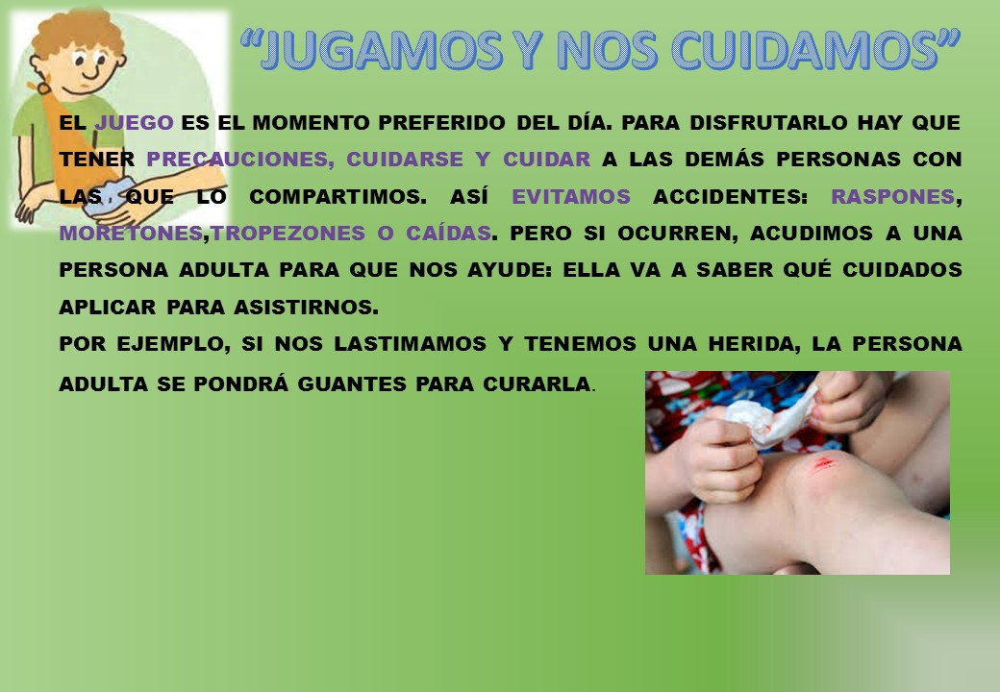 “JUGAMOS Y NOS CUIDAMOS”
EL JUEGO ES EL MOMENTO PREFERIDO DEL DÍA. PARA DISFRUTARLO HAY QUE
TENER PRECAUCIONES, CUIDARSE Y CUIDAR A LAS DEMÁS PERSONAS CON
LAS QUE LO COMPARTIMOS. ASÍ EVITAMOS ACCIDENTES: RASPONES,
MORETONES,TROPEZONES O CAÍDAS. PERO SI OCURREN, ACUDIMOS A UNA
PERSONA ADULTA PARA QUE NOS AYUDE: ELLA VA A SABER QUÉ CUIDADOS
APLICAR PARA ASISTIRNOS.
POR EJEMPLO, SI NOS LASTIMAMOS Y TENEMOS UNA HERIDA, LA PERSONA
ADULTA SE PONDRÁ GUANTES PARA CURARLA.